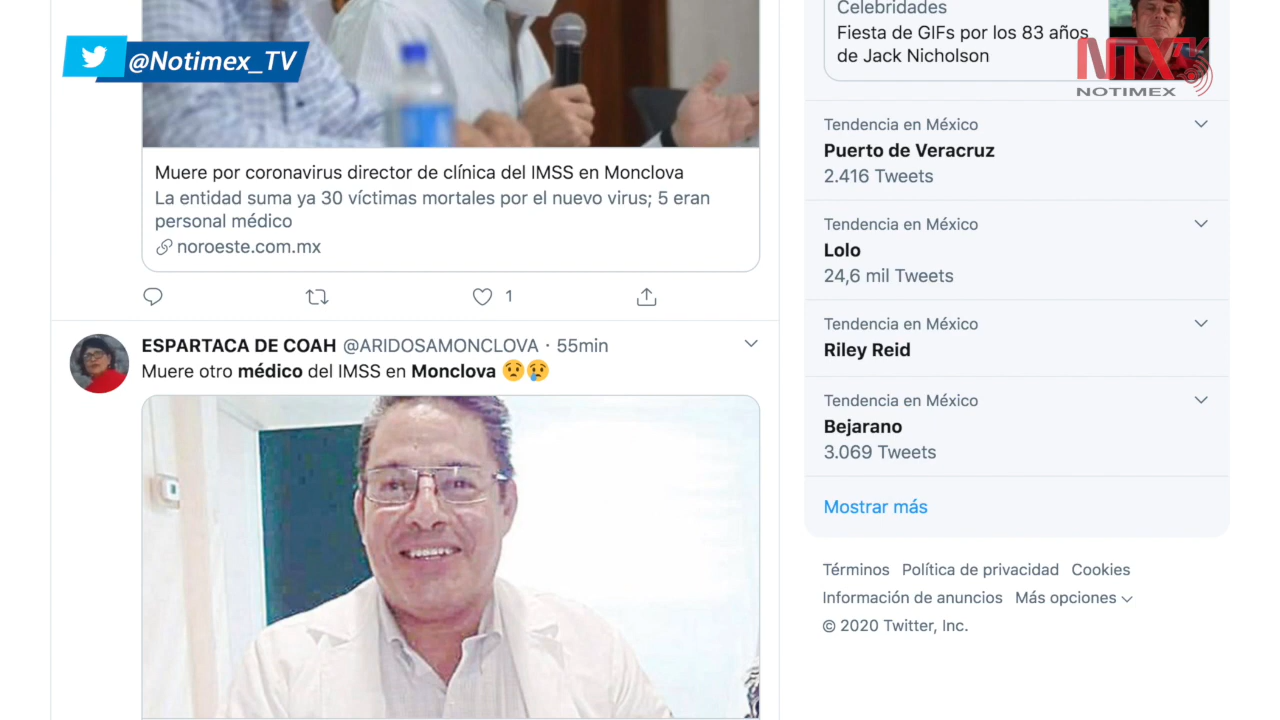 @Notimex_TV
Muere por coronavirus director de clínica del IMSS en Monclova
La entidad suma ya 30 víctimas mortales por el nuevo virus; 5 eran
personal médico
noroeste.com.mx
1
ESPARTACA DE COAH @ARIDOSAMONCLOVA · 55min
Muere otro médico del IMSS en Monclova 😟😢
Celebridades
Fiesta de GIFs por los 83 años
de Jack Nicholson
NTX
NOTIMEX
Tendencia en México
Puerto de Veracruz
2.416 Tweets
Tendencia en México
Lolo
24,6 mil Tweets
Tendencia en México
Riley Reid
Tendencia en México
Bejarano
3.069 Tweets
Mostrar más
Términos Política de privacidad Cookies
Información de anuncios Más opciones
© 2020 Twitter, Inc.